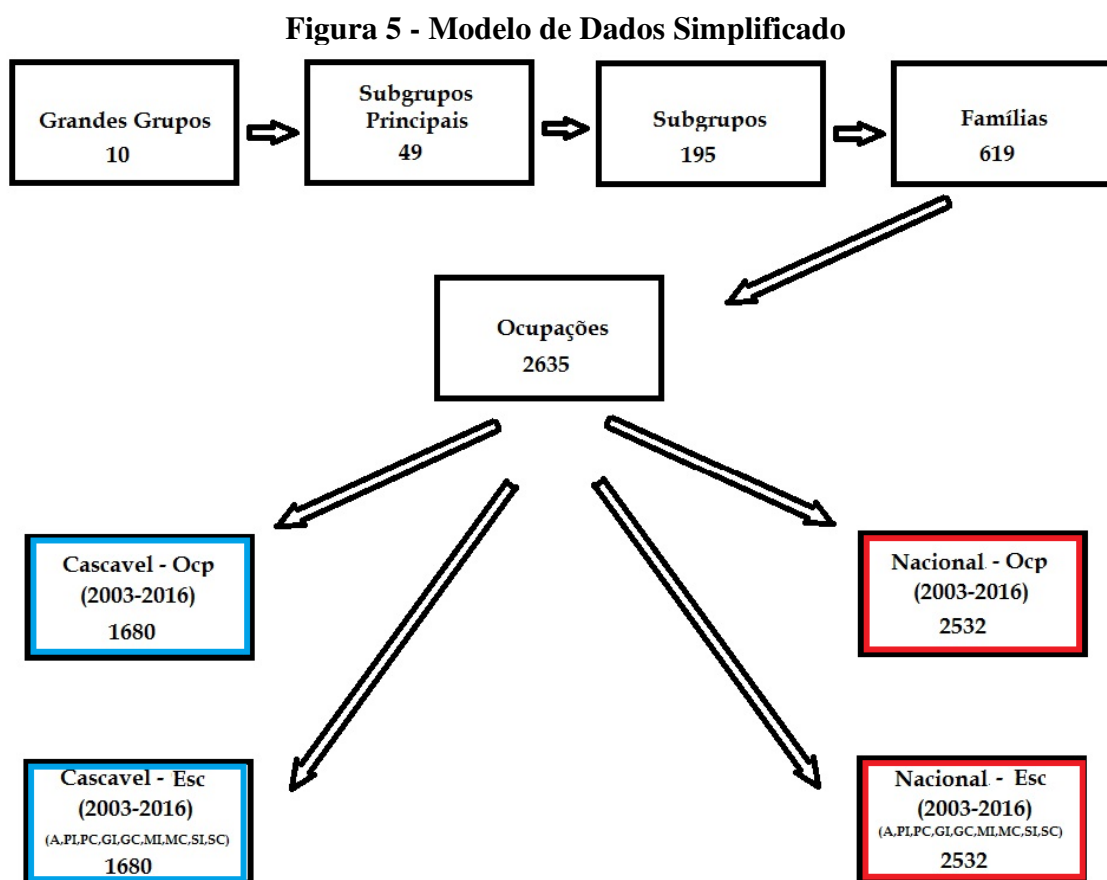 Figura 5 - Modelo de Dados Simplificado
Grandes Grupos
10
Subgrupos
Principais
49
Subgrupos
195
Famílias
619
Ocupações
2635
Cascavel - Ocp
(2003-2016)
1680
Nacional - Ocp
(2003-2016)
2532
Cascavel - Esc
(2003-2016)
(A,PI,PC,GI,GC,MI,MC,SI,SC)
1680
Nacional - Esc
(2003-2016)
(A,PI,PC,GI,GC,MI,MC,SI,SC)
2532